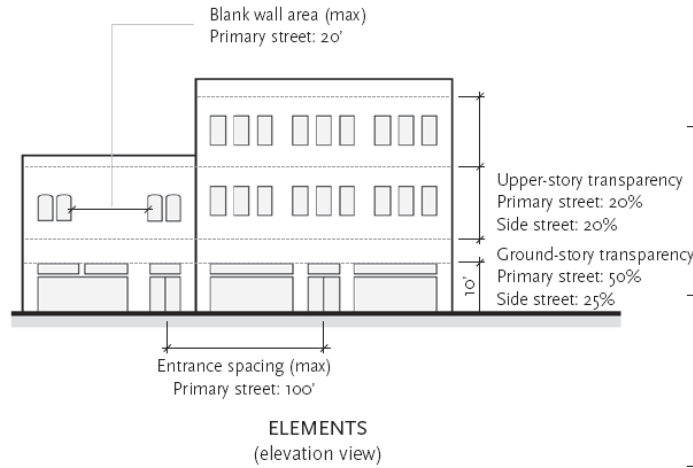 Blank wall area (max)
Primary street: 20'
Upper-story transparency
Primary street: 20%
Side street: 20%
Ground-story transparency
Primary street: 50%
Side street: 25%
10'
Entrance spacing (max)
Primary street: 100'
ELEMENTS
(elevation view)